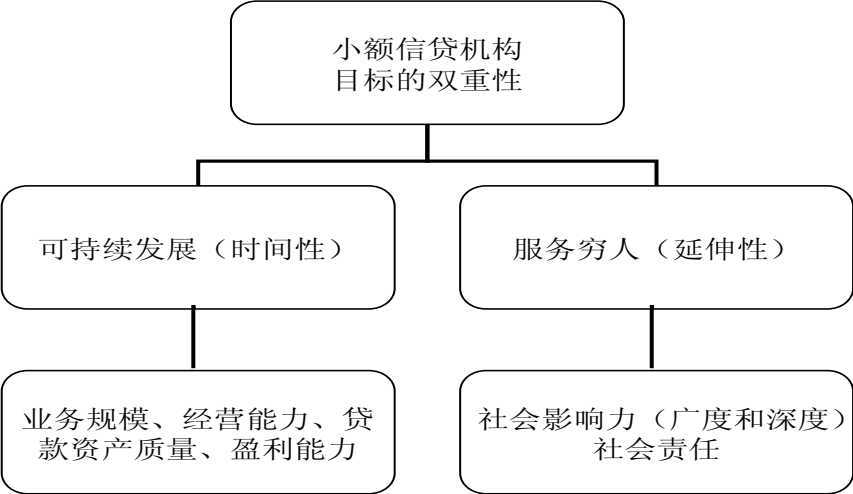 小额信贷机构
目标的双重性
可持续发展（时间性）
服务穷人（延伸性）
业务规模、经营能力、贷
款资产质量、盈利能力
社会影响力（广度和深度）
社会责任